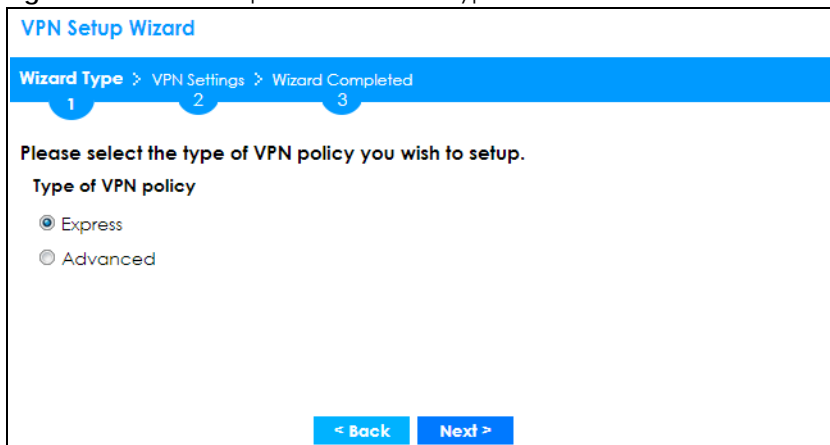 VPN Setup Wizard
Wizard Type > VPN Settings > Wizard Completed
1 2 3
Please select the type of VPN policy you wish to setup.
Type of VPN policy
Express
Advanced
< Back Next >